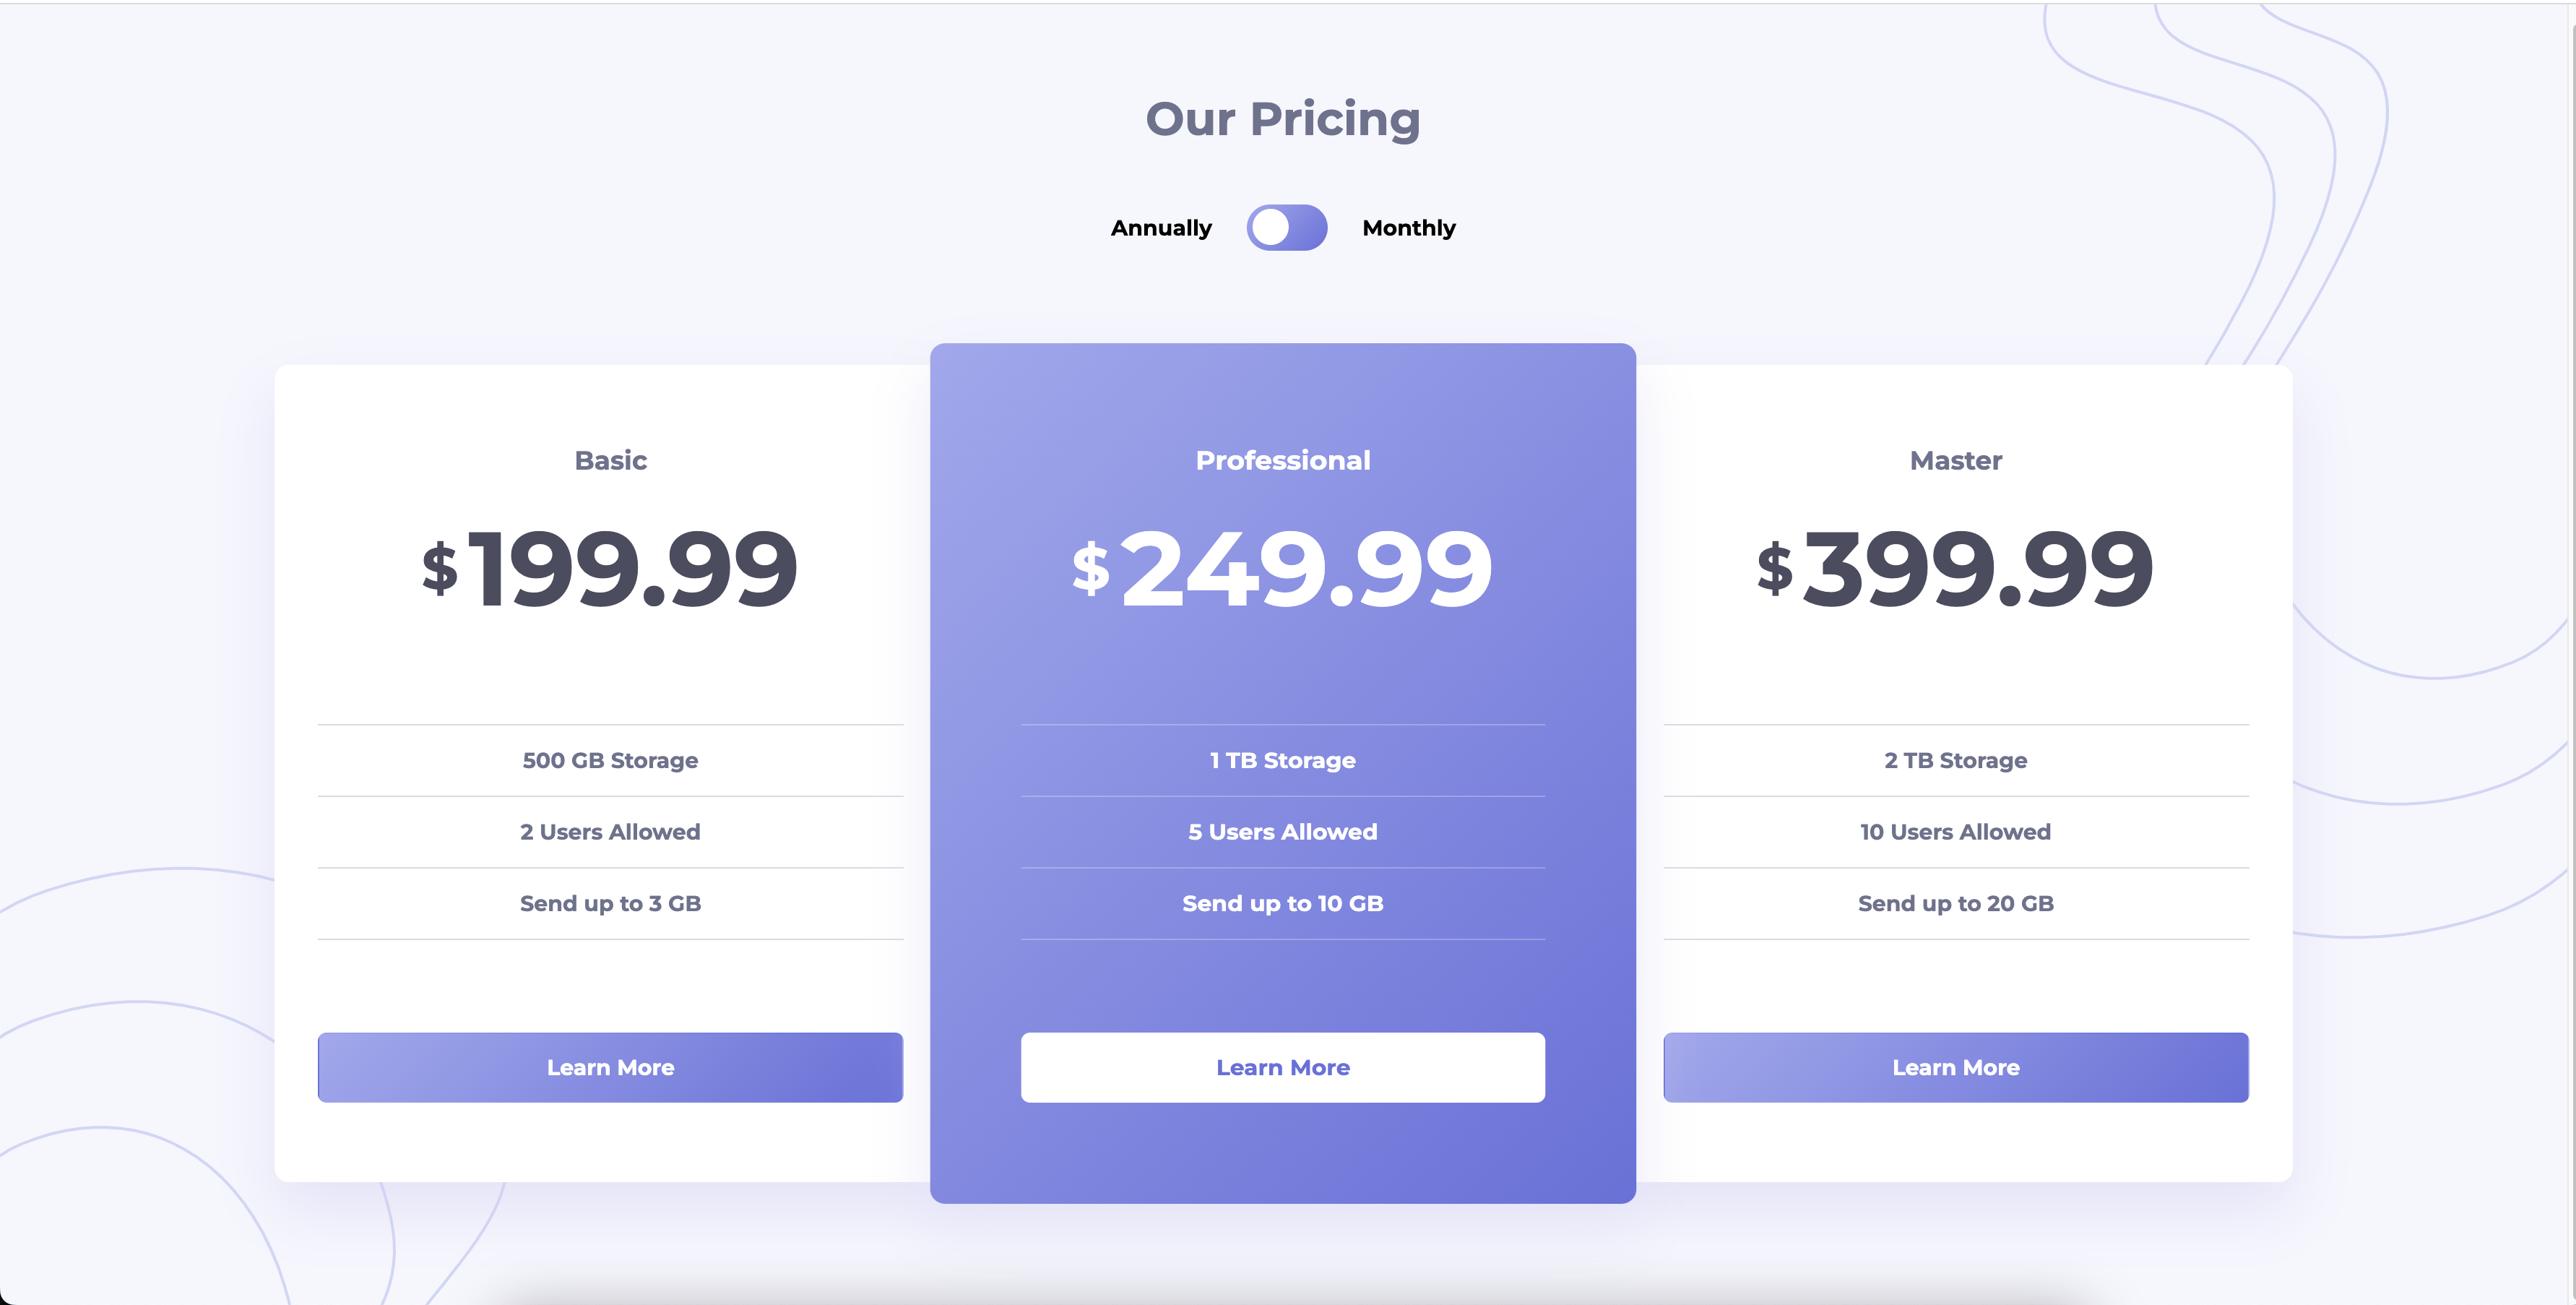 Our Pricing
Annually Monthly
Basic
$199.99
500 GB Storage
2 Users Allowed
Send up to 3 GB
Learn More
Professional
$249.99
1 TB Storage
5 Users Allowed
Send up to 10 GB
Learn More
Master
$399.99
2 TB Storage
10 Users Allowed
Send up to 20 GB
Learn More